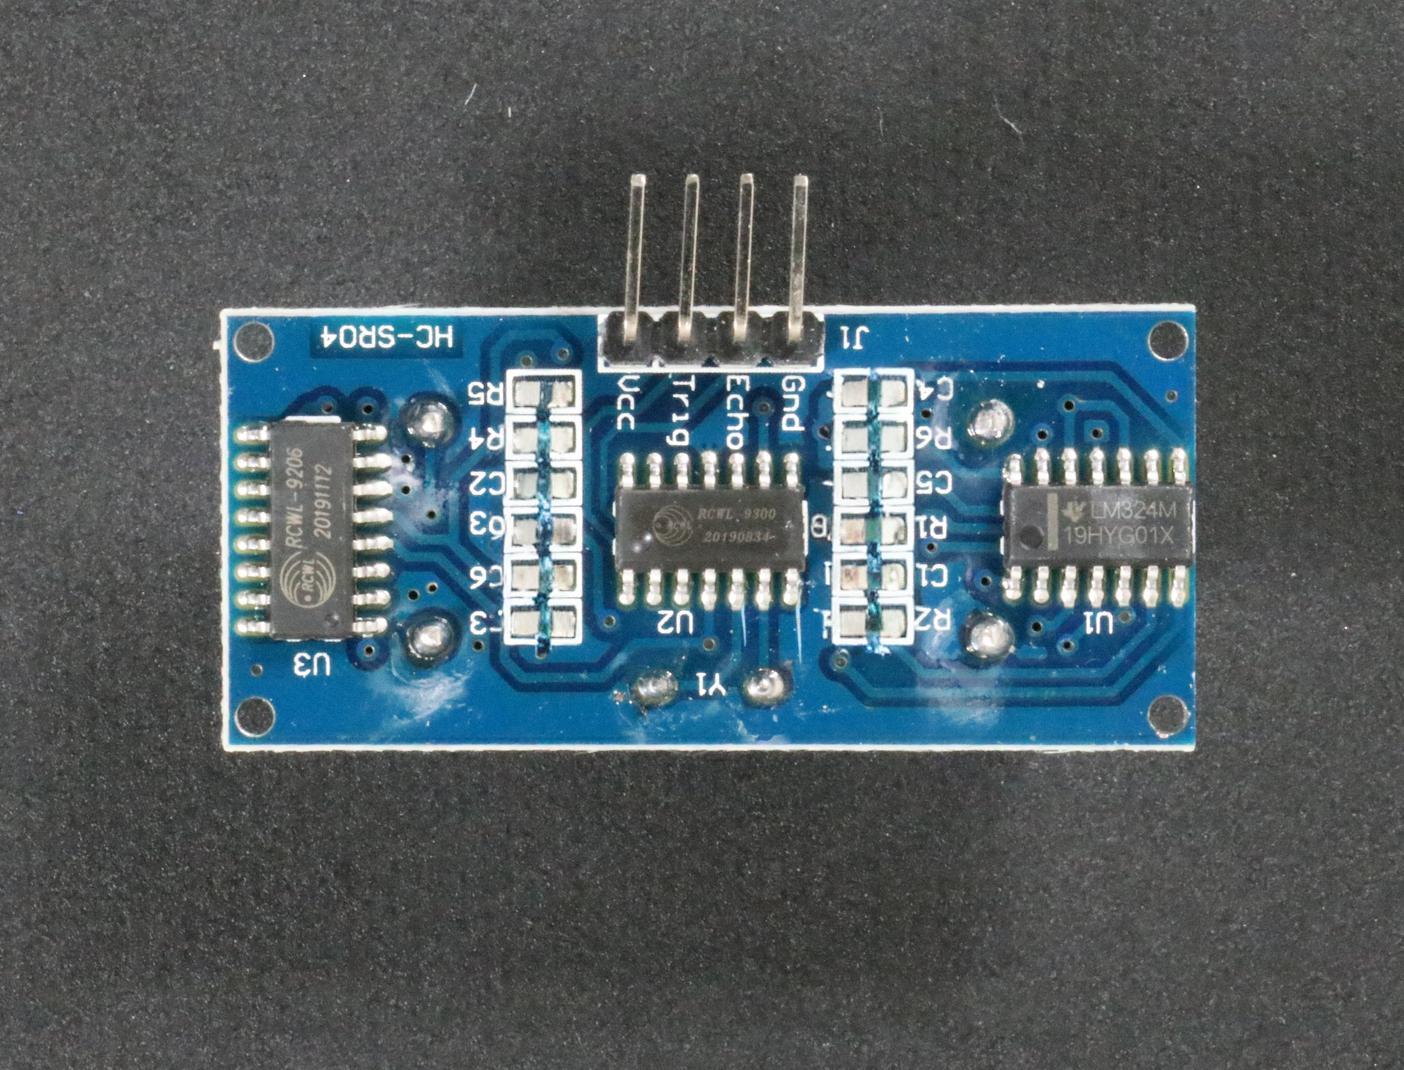 HC-SR04
J1
Vcc
Trig
Echo
Gnd
R5
R4
C2
C6
C4
R6
C5
R1
C1
R2
RCWL-9206
20191112
RCWL
RCWL 9300
20190834-
LM324M
19HYG01X
U3
U2
U1
Y1